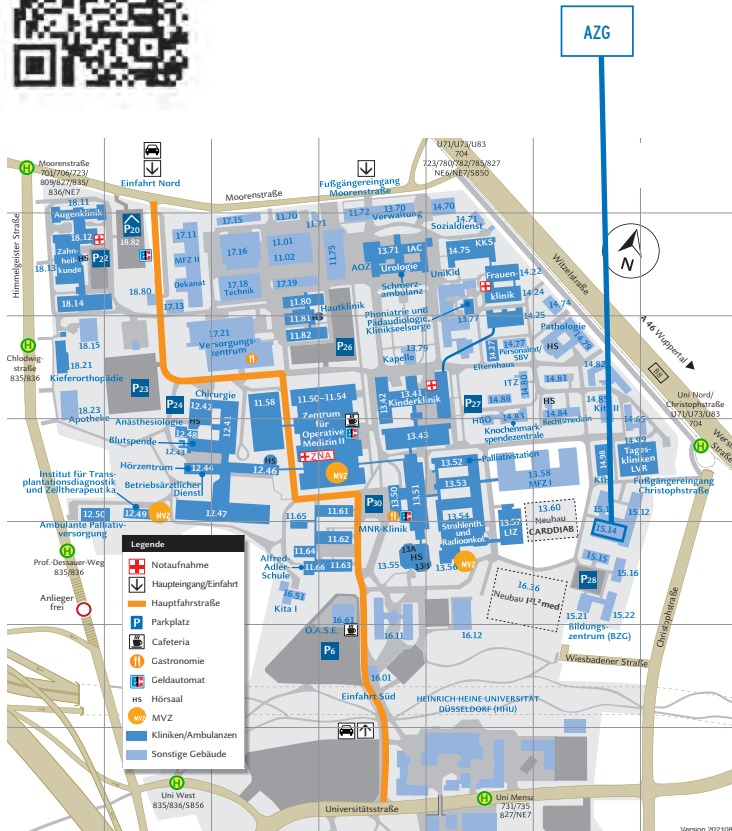 AZG
Moorenstraße
701/706/723/
809/827/835/
836/NE7
Einfahrt Nord
Moorenstraße
Fußgängereingang
Moorenstraße
U71/U73/U83
704
723/780/782/785/827
NE6/NE7/SB50
Himmelgeister Straße
18.11
Augenklinik
18.12
HS
P22
Zahn-
heil-
kunde
18.13
18.14
P20
18.82
18.80
17.11
MFZ II
Dekanat
17.13
17.15
17.16
17.18
Technik
11.70
11.71
11.01
11.02
17.19
11.75
11.72
13.70
Verwaltung
14.70
14.71
Sozialdienst
13.71
IAC
AOZ
Urologie
14.75
KKS
Schmerz-
ambulanz
UniKid
Frauen-
klinik
14.22
14.24
14.25
14.74
Witzelstraße
N
A 46 Wuppertal
B8
11.80
11.81
HS
11.82
Hautklinik
P26
Phoniatrie und
Pädaudiologie
Klinikseelsorge
13.77
13.79
Kapelle
Pathologie
HS
14.79
14.27
14.77
Personalrat/
SBV
Elternhaus
14.82
Chlodwig-
straße
835/836
18.15
18.21
Kieferorthopädie
18.23
Apotheke
P23
17.21
Versorgungs-
zentrum
P24
Chirurgie
12.42
Anästhesiologie
HS
12.41
Blutspende
12.48
12.43
11.58
11.50–11.54
Zentrum
für
Operative
Medizin II
ZNA
MVZ
13.42
13.41
Kinderklinik
P27
ITZ
14.80
14.81
14.88
HS
14.85
Kita II
HBO
14.83
14.84
Rechtsmedizin
Knochenmark-
spendezentrale
14.65
14.99
Uni Nord/
Christophstraße
U71/U73/U83
704
13.43
Hörzentrum
12.44
HS
12.46
Betriebsärztlicher
Dienst
Institut für Trans-
plantationsdiagnostik
und Zelltherapeutika
13.52
Palliativstation
13.53
13.58
MFZ I
14.98
Tages-
kliniken
LVR
Fußgängereingang
Christophstraße
12.50
12.49
MVZ
12.47
Ambulante Palliativ-
versorgung
11.65
11.61
11.62
11.64
11.66
11.63
Alfred-
Adler-
Schule
P30
13.50
13.51
MNR-Klinik
13.54
Strahlenth.
und
Radioonkol.
13.57
LIZ
13.60
Neubau
CARDDIAB
15.12
15.14
13A
HS
13B
13.55
13.56
MVZ
15.15
P28
15.16
15.21
15.22
Bildungs-
zentrum (BZG)
16.36
Prof.-Dessauer-Weg
835/836
Anlieger
frei
16.51
Kita I
16.61
O.A.S.E.
P6
16.11
16.12
16.01
Einfahrt Süd
Christophstraße
Wiesbadener Straße
HEINRICH-HEINE-UNIVERSITÄT
DÜSSELDORF (HHU)
Legende
Notaufnahme
Haupteingang/Einfahrt
Hauptfahrstraße
P Parkplatz
Cafeteria
Gastronomie
Geldautomat
HS Hörsaal
MVZ MVZ
Kliniken/Ambulanzen
Sonstige Gebäude
Uni West
835/836/SB56
Universitätsstraße
Uni Mensa
731/735
827/NE7